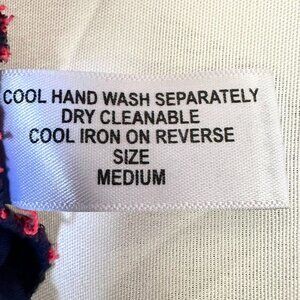 COOL HAND WASH SEPARATELY
DRY CLEANABLE
COOL IRON ON REVERSE
SIZE
MEDIUM